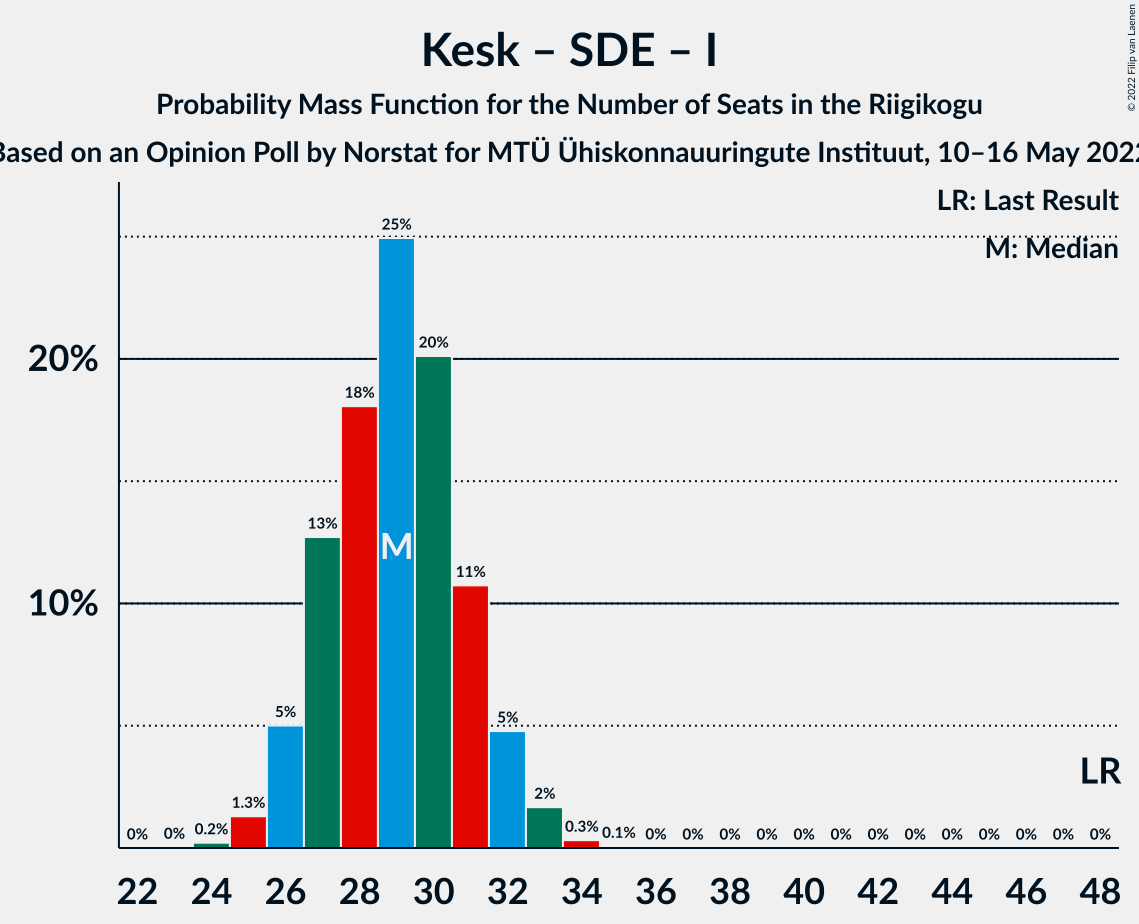 © 2022 Filip van Laenen
Kesk – SDE – I
Probability Mass Function for the Number of Seats in the Riigikogu
Based on an Opinion Poll by Norstat for MTÜ Ühiskonnauuringute Instituut, 10–16 May 2022
LR: Last Result
M: Median
25%
20%
20%
18%
13%
M
11%
10%
5%
5%
LR
2%
1.3%
0% 0% 0.2% 0.3% 0.1% 0% 0% 0% 0% 0% 0% 0% 0% 0% 0% 0% 0% 0%
22 24 26 28 30 32 34 36 38 40 42 44 46 48